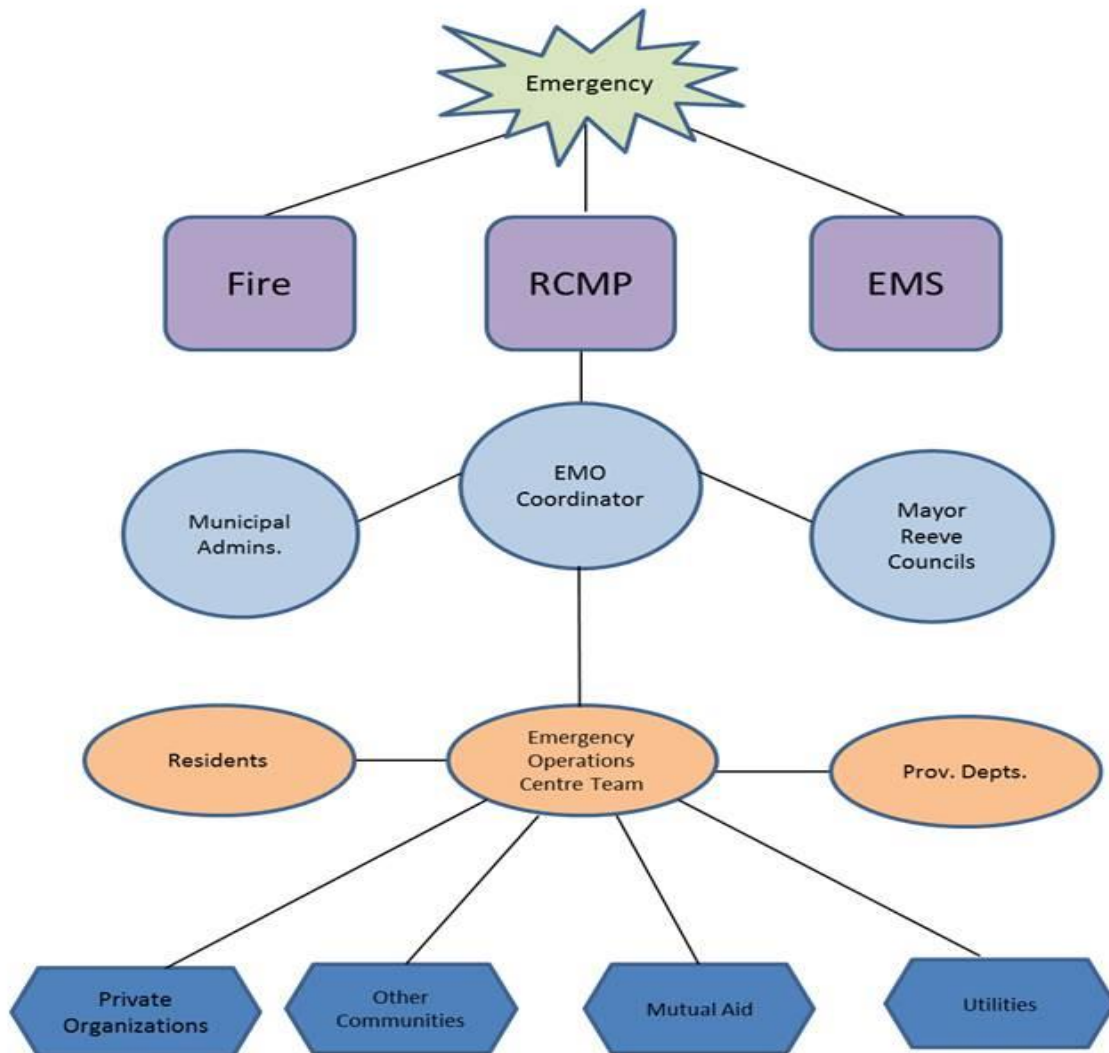 Emergency
Fire
RCMP
EMS
EMO
Coordinator
Municipal
Admins.
Mayor
Reeve
Councils
Residents
Emergency
Operations
Centre Team
Prov. Depts.
Private
Organizations
Other
Communities
Mutual Aid
Utilities